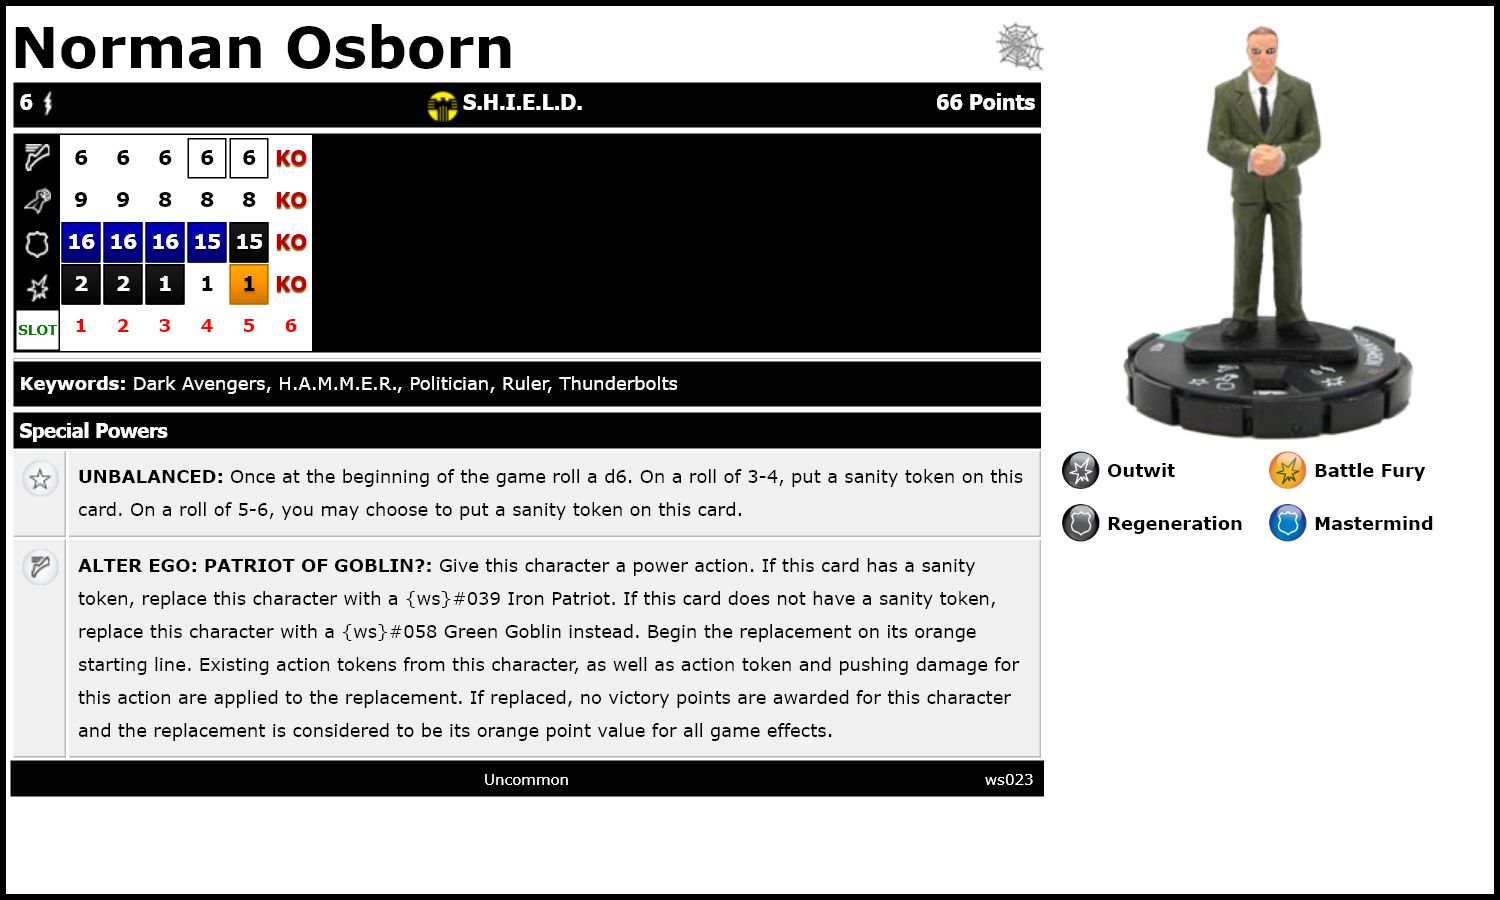 Norman Osborn
6 S.H.I.E.L.D. 66 Points
6 6 6 6 6 KO
9 9 8 8 8 KO
16 16 16 15 15 KO
2 2 1 1 1 KO
SLOT 1 2 3 4 5 6
Keywords: Dark Avengers, H.A.M.M.E.R., Politician, Ruler, Thunderbolts
Special Powers
UNBALANCED: Once at the beginning of the game roll a d6. On a roll of 3-4, put a sanity token on this
card. On a roll of 5-6, you may choose to put a sanity token on this card.
ALTER EGO: PATRIOT OF GOBLIN?: Give this character a power action. If this card has a sanity
token, replace this character with a {ws}#039 Iron Patriot. If this card does not have a sanity token,
replace this character with a {ws}#058 Green Goblin instead. Begin the replacement on its orange
starting line. Existing action tokens from this character, as well as action token and pushing damage for
this action are applied to the replacement. If replaced, no victory points are awarded for this character
and the replacement is considered to be its orange point value for all game effects.
Uncommon ws023
Outwit Battle Fury
Regeneration Mastermind